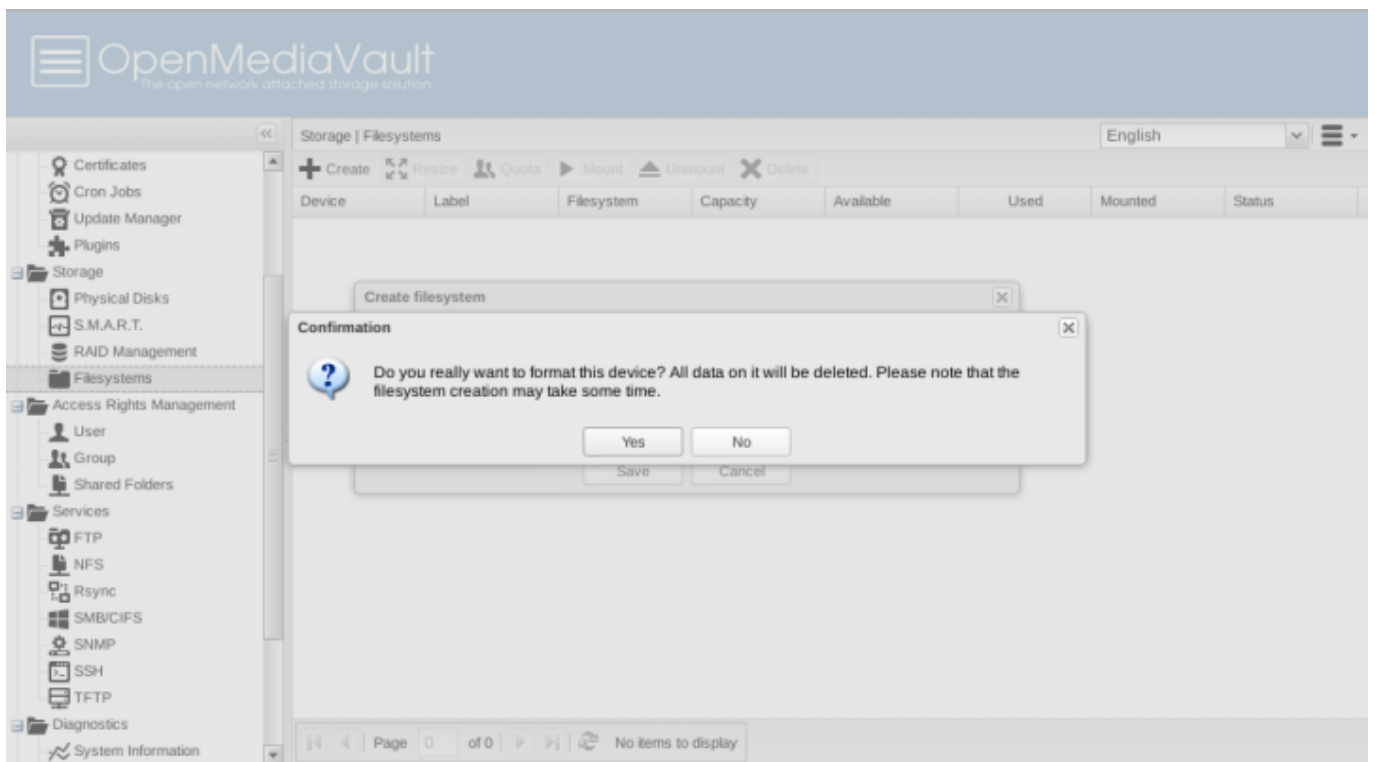 OpenMediaVault
The open network attached storage solution
Storage | Filesystems
English
Create Resize Quota Mount Unmount Delete
Device Label Filesystem Capacity Available Used Mounted Status
Certificates
Cron Jobs
Update Manager
Plugins
Storage
Physical Disks
S.M.A.R.T.
RAID Management
Filesystems
Access Rights Management
User
Group
Shared Folders
Services
FTP
NFS
Rsync
SMB/CIFS
SNMP
SSH
TFTP
Diagnostics
System Information
Create filesystem
Confirmation
Do you really want to format this device? All data on it will be deleted. Please note that the
filesystem creation may take some time.
Yes No
Save Cancel
Page 0 of 0 No items to display